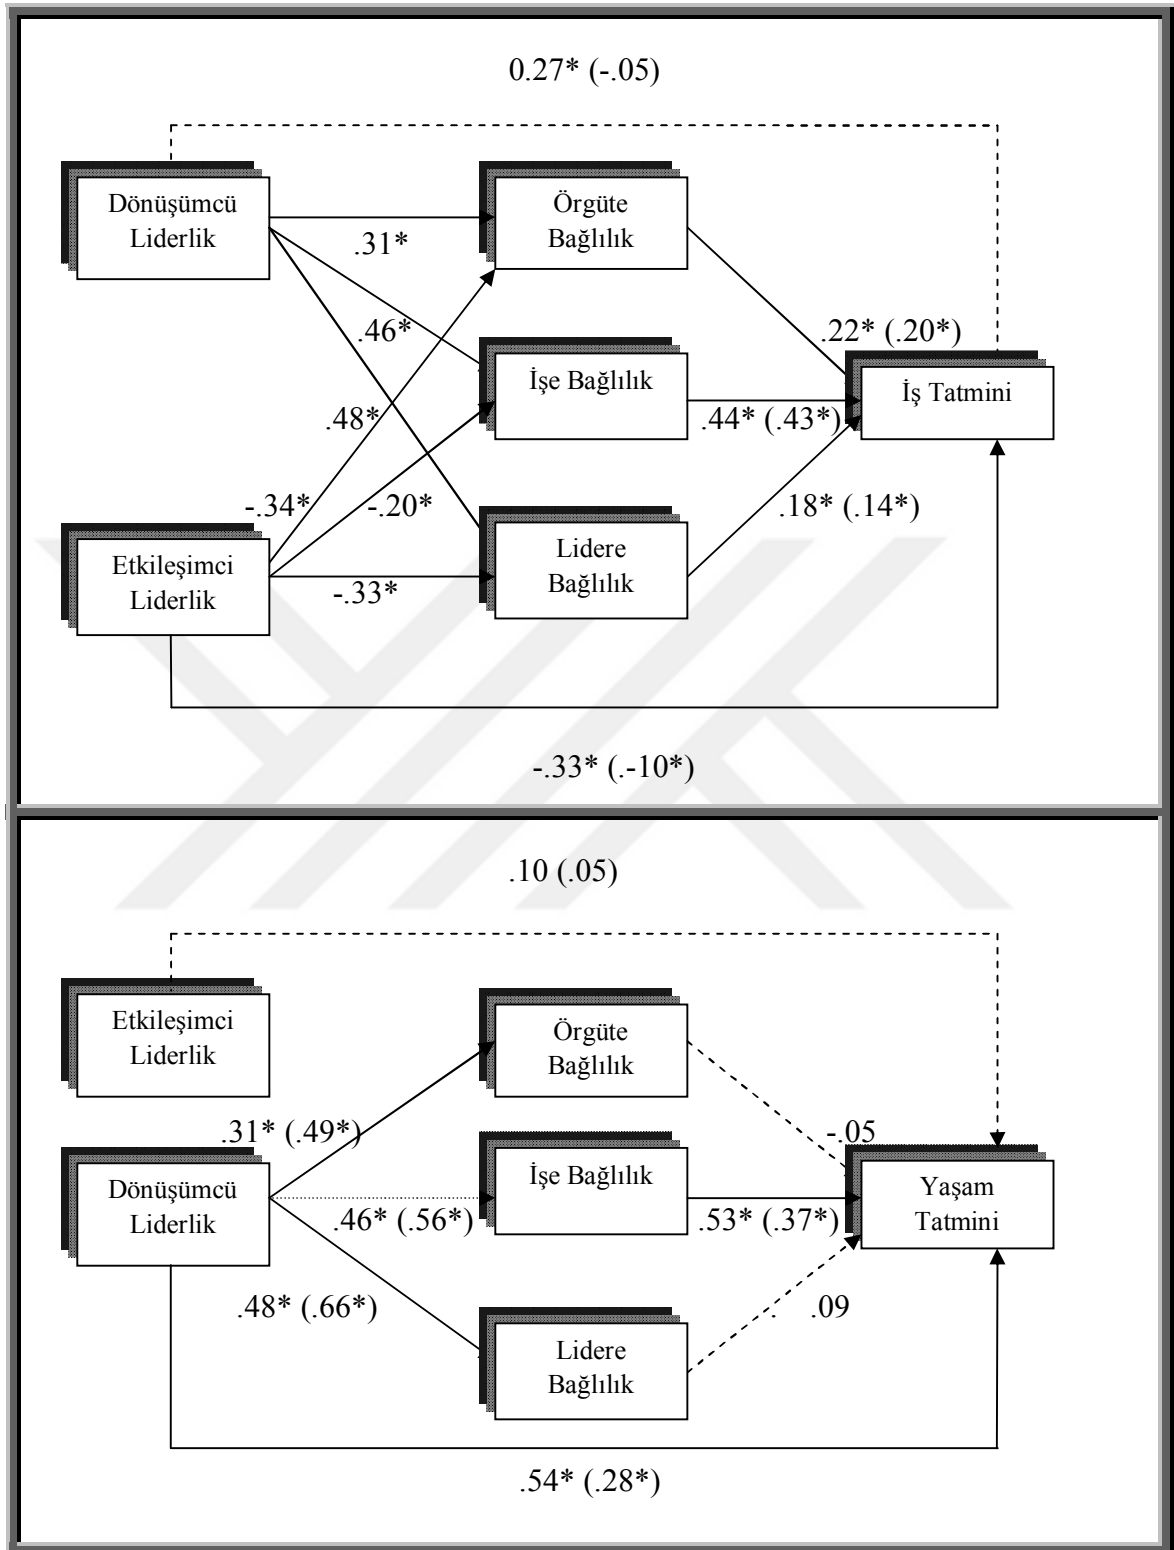 0.27* (-.05)
Dönüşümcü
Liderlik
Örgüte
Bağlılık
.31*
.46*
.22* (.20*)
İşe Bağlılık
İş Tatmini
.48*
.44* (.43*)
-.34*
-.20*
.18* (.14*)
Etkileşimci
Liderlik
Lidere
Bağlılık
-.33*
-.33* (.-10*)
.10 (.05)
Etkileşimci
Liderlik
Örgüte
Bağlılık
.31* (.49*)
-.05
Dönüşümcü
Liderlik
İşe Bağlılık
Yaşam
Tatmini
.46* (.56*)
.53* (.37*)
.48* (.66*)
. .09
Lidere
Bağlılık
.54* (.28*)